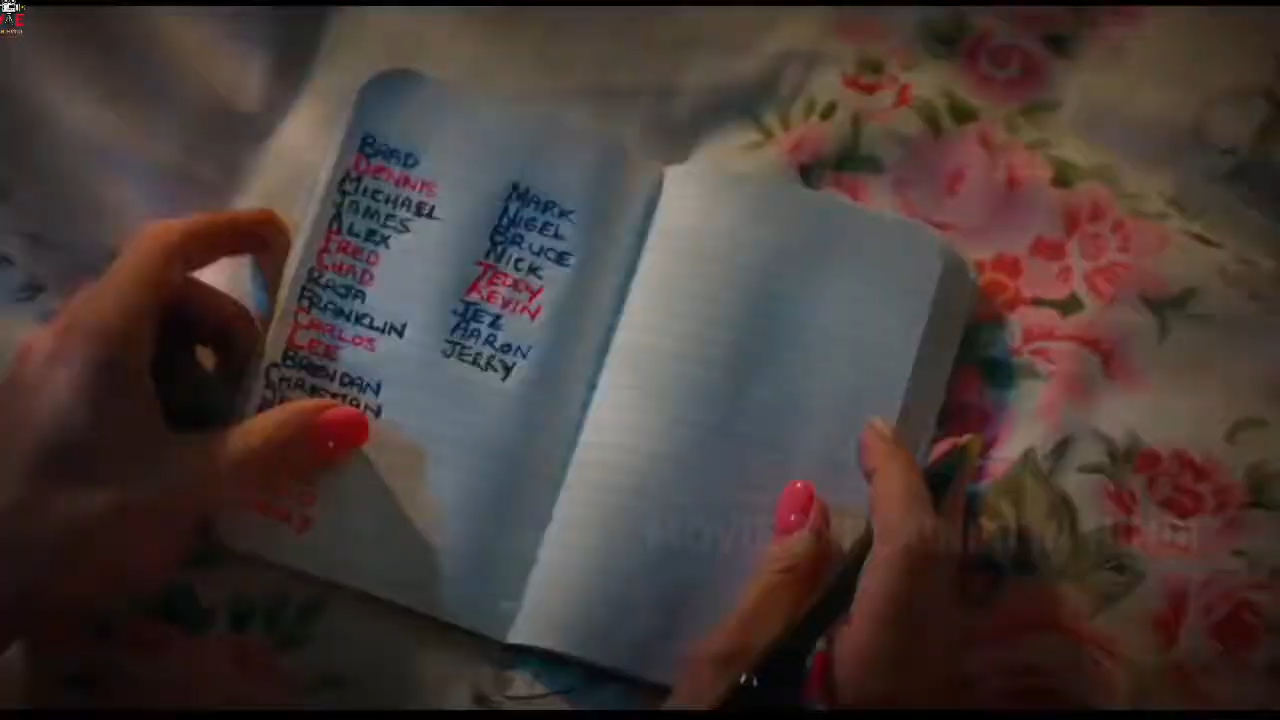 BRAD
DENNIS
MICHAEL
JAMES
ALEX
FRED
CHAD
RAJA
FRANKLIN
CARLOS
LEE
BRENDAN
CHRISTIAN
MARK
NIGEL
BRUCE
NICK
TEDDY
KEVIN
JEZ
AARON
JERRY